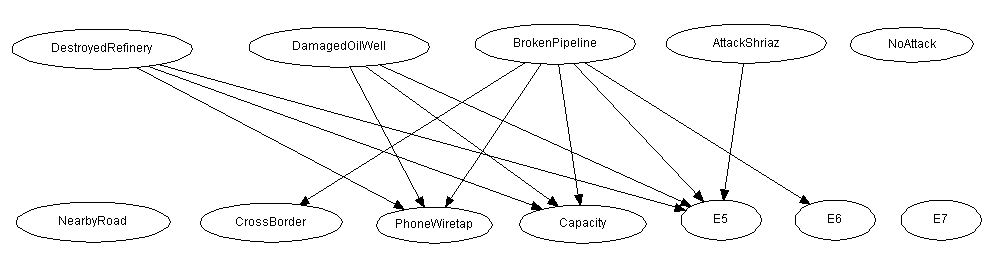 DestroyedRefinery
DamagedOilWell
BrokenPipeline
AttackShriaz
NoAttack
NearbyRoad
CrossBorder
PhoneWiretap
Capacity
E5
E6
E7